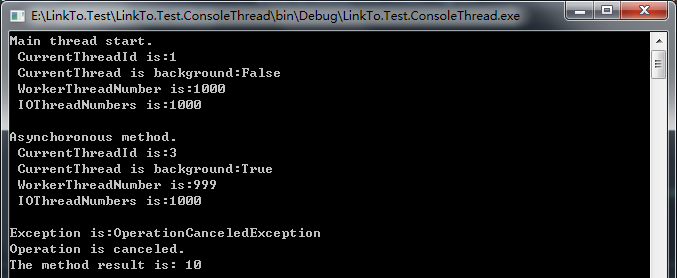 E:\LinkTo.Test\LinkTo.Test.ConsoleThread\bin\Debug\LinkTo.Test.ConsoleThread.exe
Main thread start.
CurrentThreadId is:1
CurrentThread is background:False
WorkerThreadNumber is:1000
IOThreadNumbers is:1000
Asynchoronous method.
CurrentThreadId is:3
CurrentThread is background:True
WorkerThreadNumber is:999
IOThreadNumbers is:1000
Exception is:OperationCanceledException
Operation is canceled.
The method result is: 10